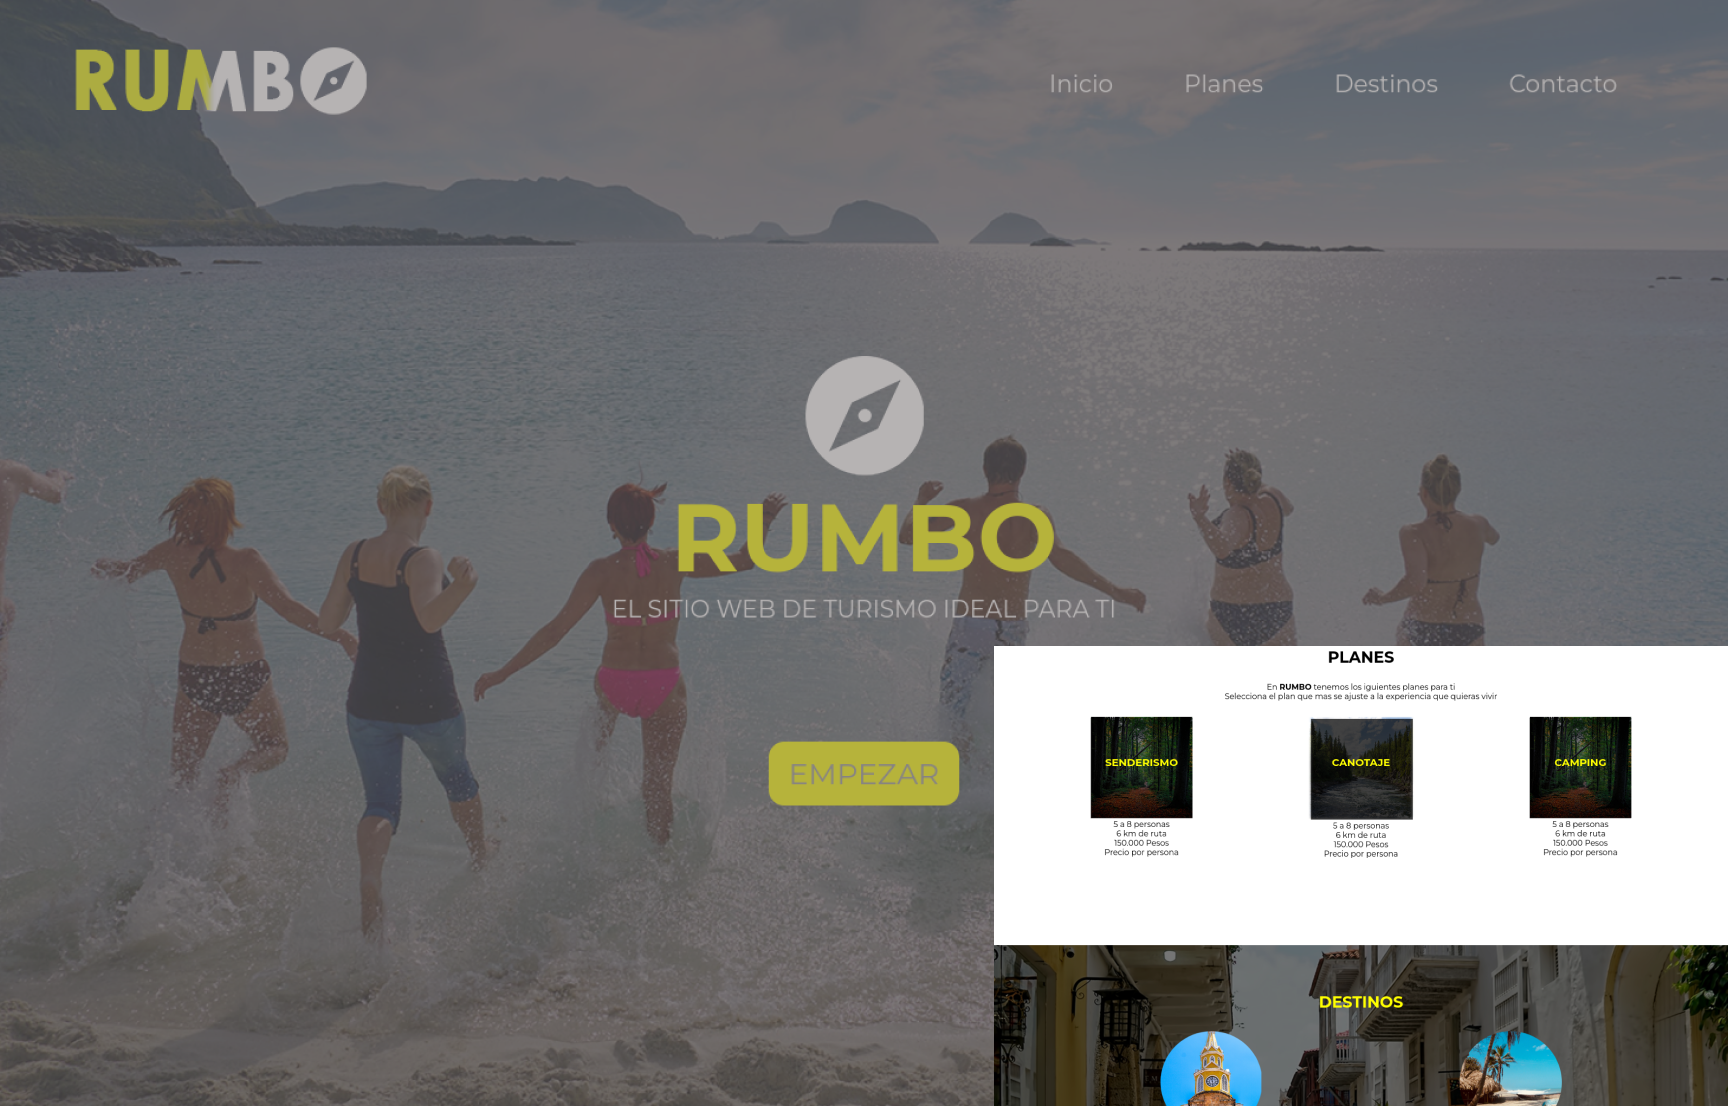 RUMBO
Inicio Planes Destinos Contacto
RUMBO
EL SITIO WEB DE TURISMO IDEAL PARA TI
EMPEZAR
PLANES
En RUMBO tenemos los iguientes planes para ti
Selecciona el plan que mas se ajuste a la experiencia que quieras vivir
SENDERISMO
5 a 8 personas
6 km de ruta
150.000 Pesos
Precio por persona
CANOTAJE
5 a 8 personas
6 km de ruta
150.000 Pesos
Precio por persona
CAMPING
5 a 8 personas
6 km de ruta
150.000 Pesos
Precio por persona
DESTINOS